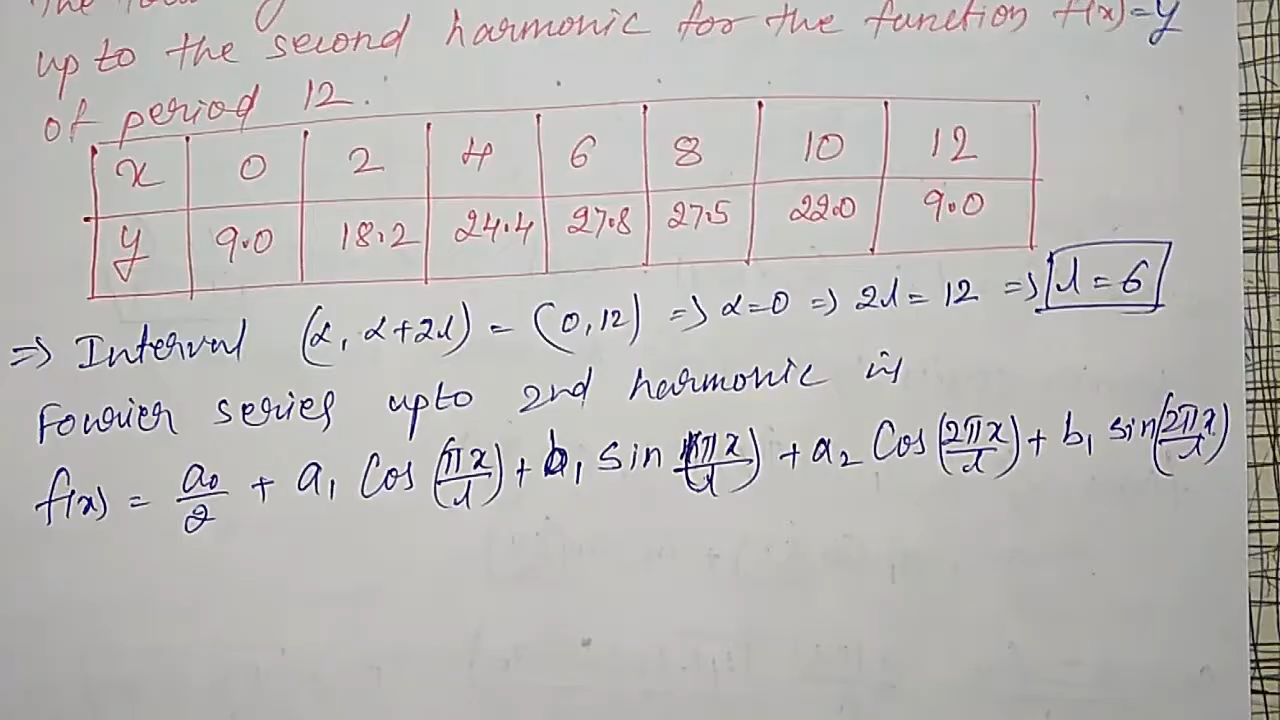 The
up to the second harmonic for the function f(x)=y
of period 12.
x 0 2 4 6 8 10 12
y 9.0 18.2 24.4 27.8 27.5 22.0 9.0
=> Interval (α, α+2l) = (0,12) => α=0 => 2l = 12 => l = 6
Fourier series upto 2nd harmonic is
f(x) = a₀/2 + a₁ Cos(πx/l) + b₁ sin(πx/l) + a₂ Cos(2πx/l) + b₁ sin(2πx/l)